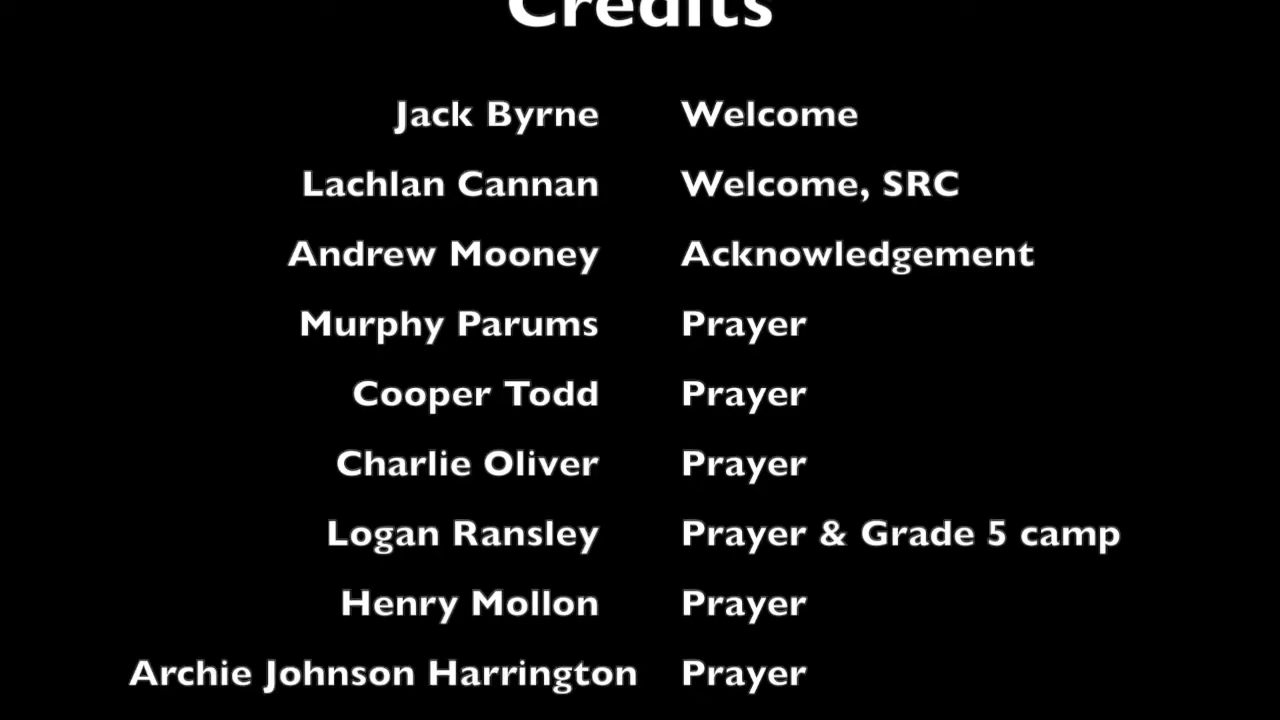 Credits
Jack Byrne Welcome
Lachlan Cannan Welcome, SRC
Andrew Mooney Acknowledgement
Murphy Parums Prayer
Cooper Todd Prayer
Charlie Oliver Prayer
Logan Ransley Prayer & Grade 5 camp
Henry Mollon Prayer
Archie Johnson Harrington Prayer